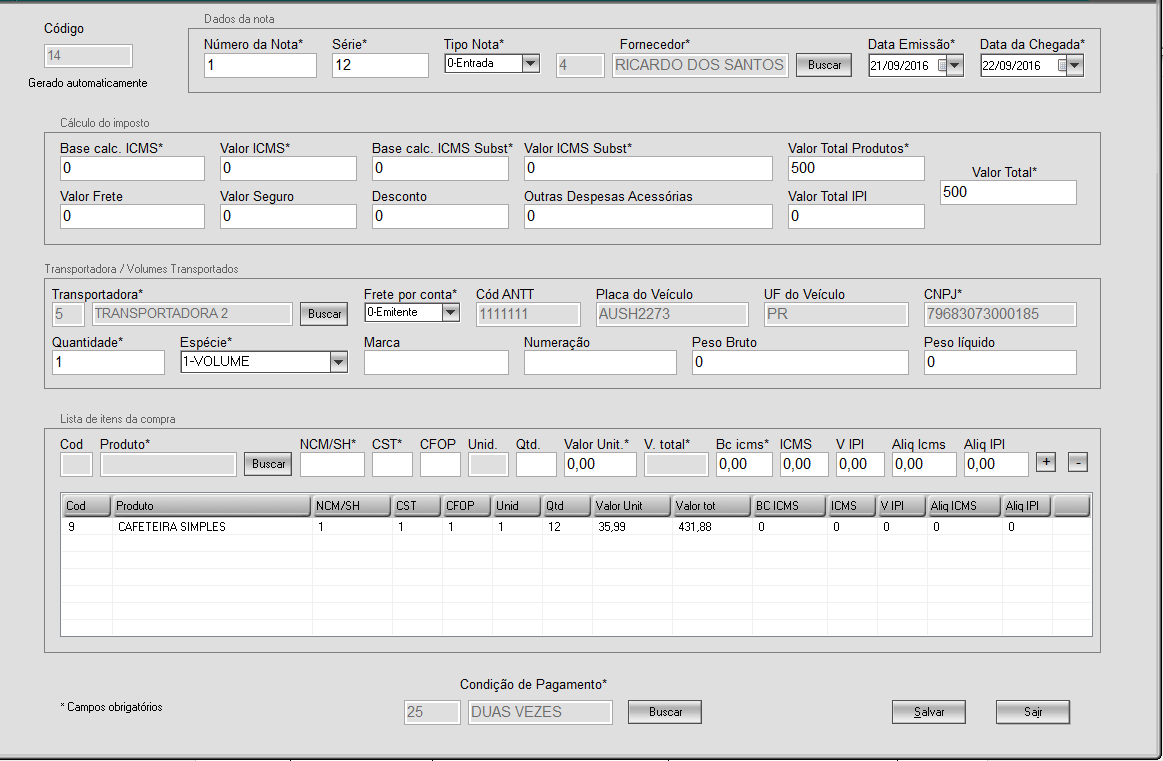 Código
14
Gerado automaticamente
Dados da nota
Número da Nota* Série* Tipo Nota* Fornecedor* Data Emissão* Data da Chegada*
1 12 0-Entrada 4 RICARDO DOS SANTOS Buscar 21/09/2016 22/09/2016
Cálculo do imposto
Base calc. ICMS* Valor ICMS* Base calc. ICMS Subst* Valor ICMS Subst* Valor Total Produtos*
0 0 0 0 500
Valor Total*
500
Valor Frete Valor Seguro Desconto Outras Despesas Acessórias Valor Total IPI
0 0 0 0 0
Transportadora / Volumes Transportados
Transportadora* Frete por conta* Cód ANTT Placa do Veículo UF do Veículo CNPJ*
5 TRANSPORTADORA 2 Buscar 0-Emitente 1111111 AUSH2273 PR 79683073000185
Quantidade* Espécie* Marca Numeração Peso Bruto Peso líquido
1 1-VOLUME 0 0
Lista de itens da compra
Cod Produto* NCM/SH* CST* CFOP Unid. Qtd. Valor Unit.* V. total* Bc icms* ICMS V IPI Aliq Icms Aliq IPI
Buscar 0,00 0,00 0,00 0,00 0,00 0,00 + -
Cod Produto NCM/SH CST CFOP Unid Qtd Valor Unit Valor tot BC ICMS ICMS V IPI Aliq ICMS Aliq IPI
9 CAFETEIRA SIMPLES 1 1 1 1 12 35,99 431,88 0 0 0 0 0
Condição de Pagamento*
* Campos obrigatórios
25 DUAS VEZES Buscar Salvar Sair